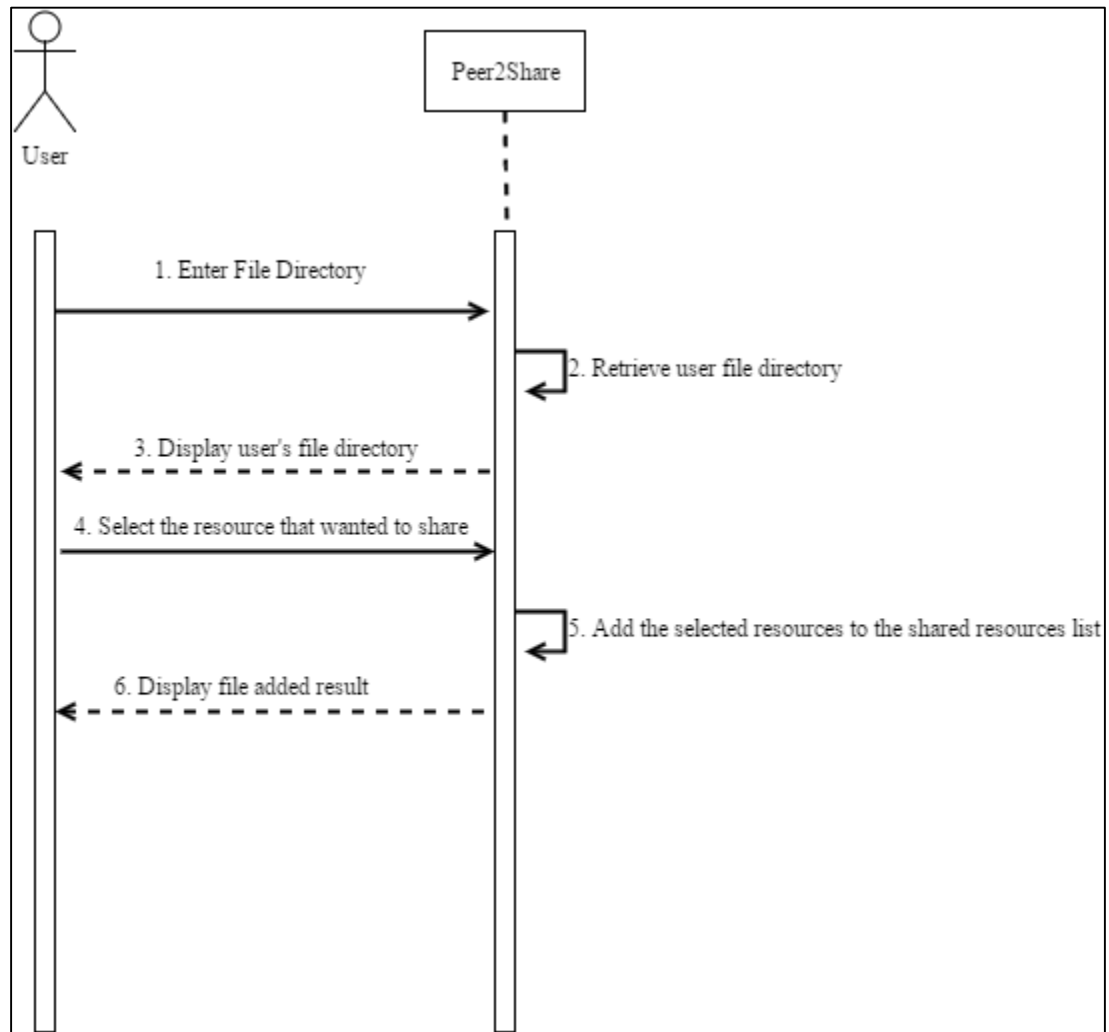 Peer2Share
User
1. Enter File Directory
2. Retrieve user file directory
3. Display user's file directory
4. Select the resource that wanted to share
5. Add the selected resources to the shared resources list
6. Display file added result